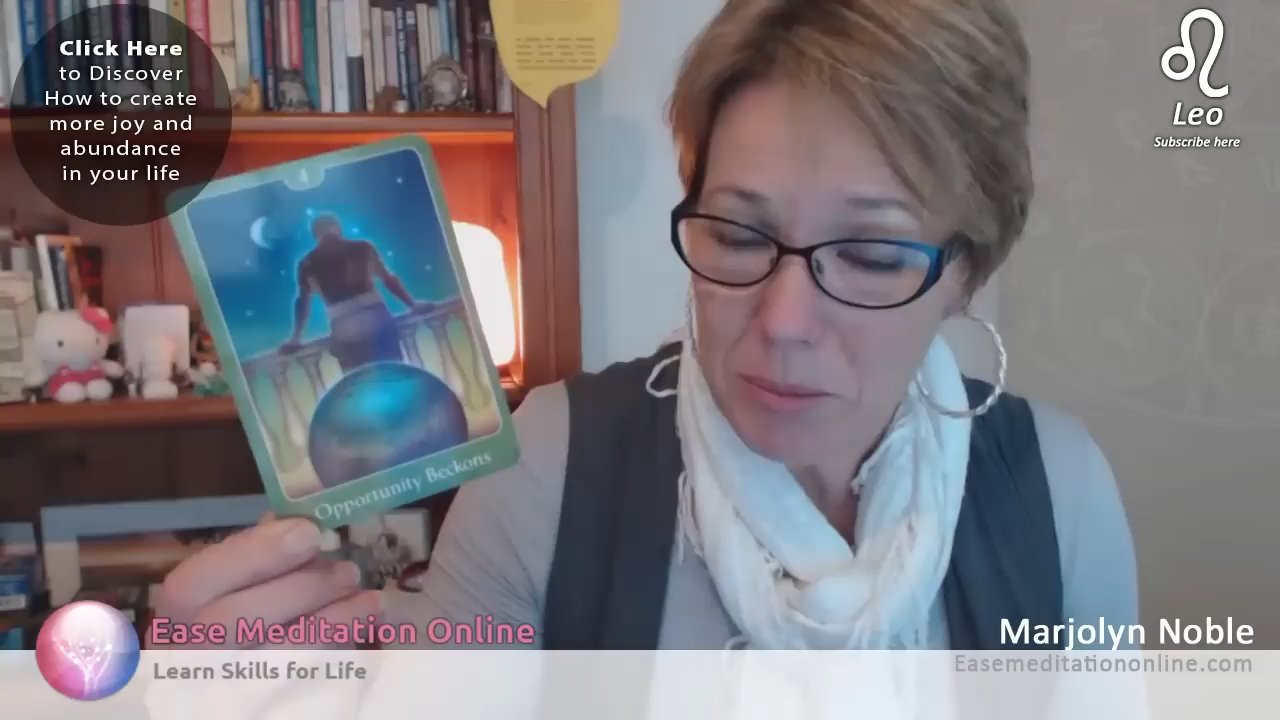 Click Here
to Discover
How to create
more joy and
abundance
in your life
Leo
Subscribe here
4
Opportunity Beckons
Ease Meditation Online
Learn Skills for Life
Marjolyn Noble
Easemeditationonline.com